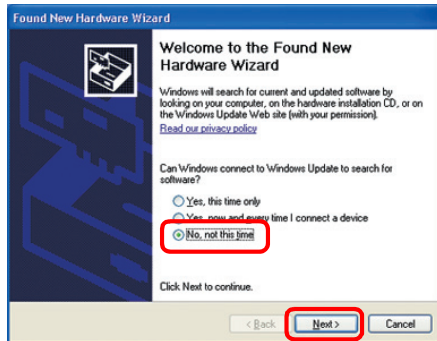 Found New Hardware Wizard
Welcome to the Found New
Hardware Wizard
Windows will search for current and updated software by
looking on your computer, on the hardware installation CD, or on
the Windows Update Web site (with your permission).
Read our privacy policy
Can Windows connect to Windows Update to search for
software?
Yes, this time only
Yes, now and every time I connect a device
No, not this time
Click Next to continue.
< Back
Next >
Cancel